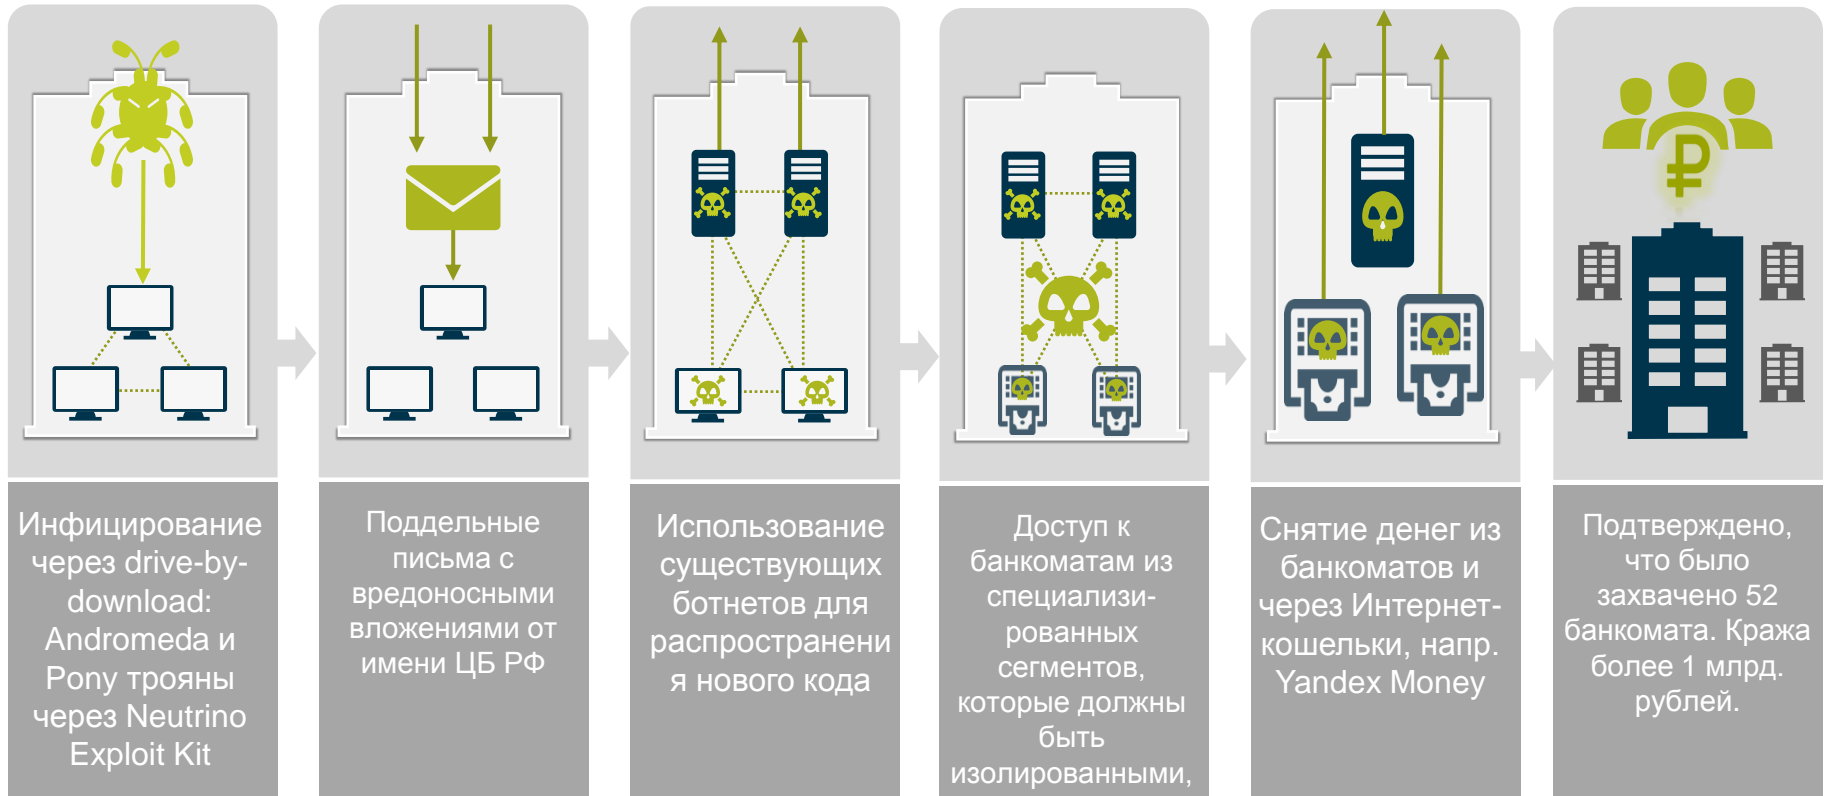 Инфицирование
через drive-by-
download:
Andromeda и
Pony трояны
через Neutrino
Exploit Kit
Поддельные
письма с
вредоносными
вложениями от
имени ЦБ РФ
Использование
существующих
ботнетов для
распространени
я нового кода
Доступ к
банкоматам из
специализи-
рованных
сегментов,
которые должны
быть
изолированными,
Снятие денег из
банкоматов и
через Интернет-
кошельки, напр.
Yandex Money
₽
Подтверждено,
что было
захвачено 52
банкомата. Кража
более 1 млрд.
рублей.